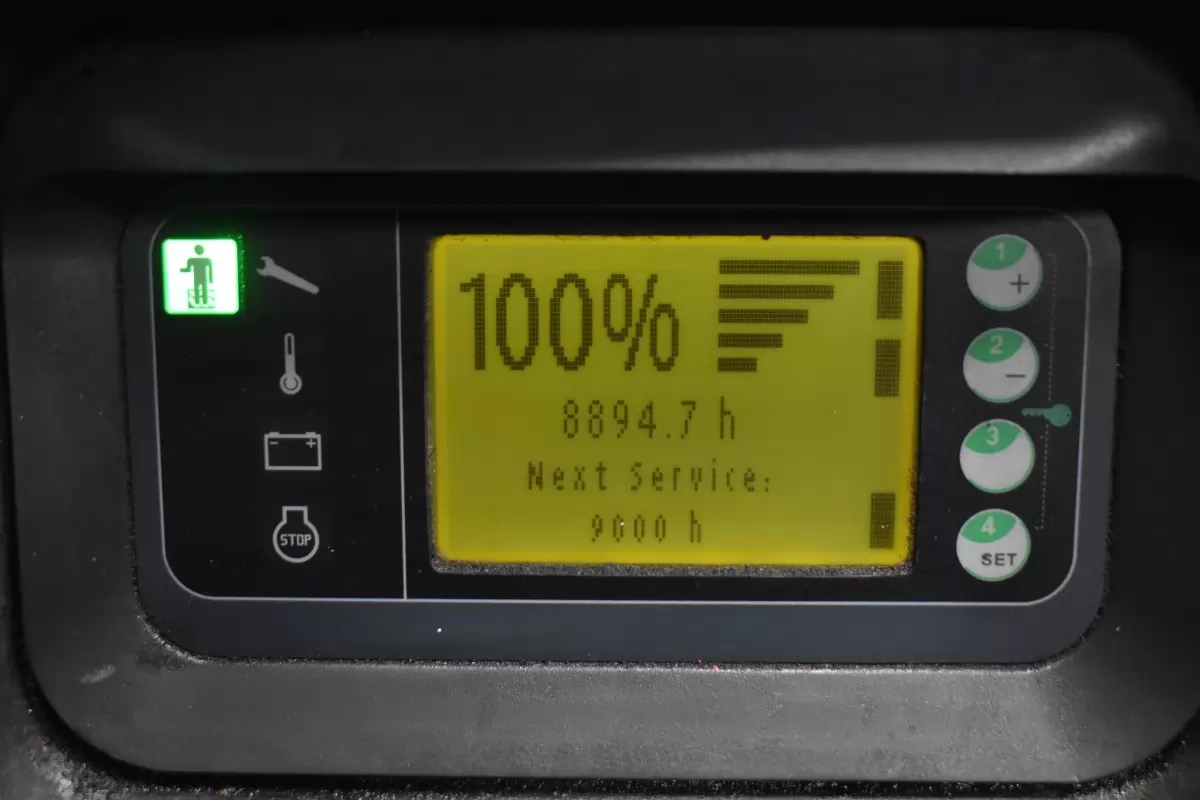 100%
8894.7 h
Next Service:
9000 h
- +
STOP
1
+
2
−
3
4
SET